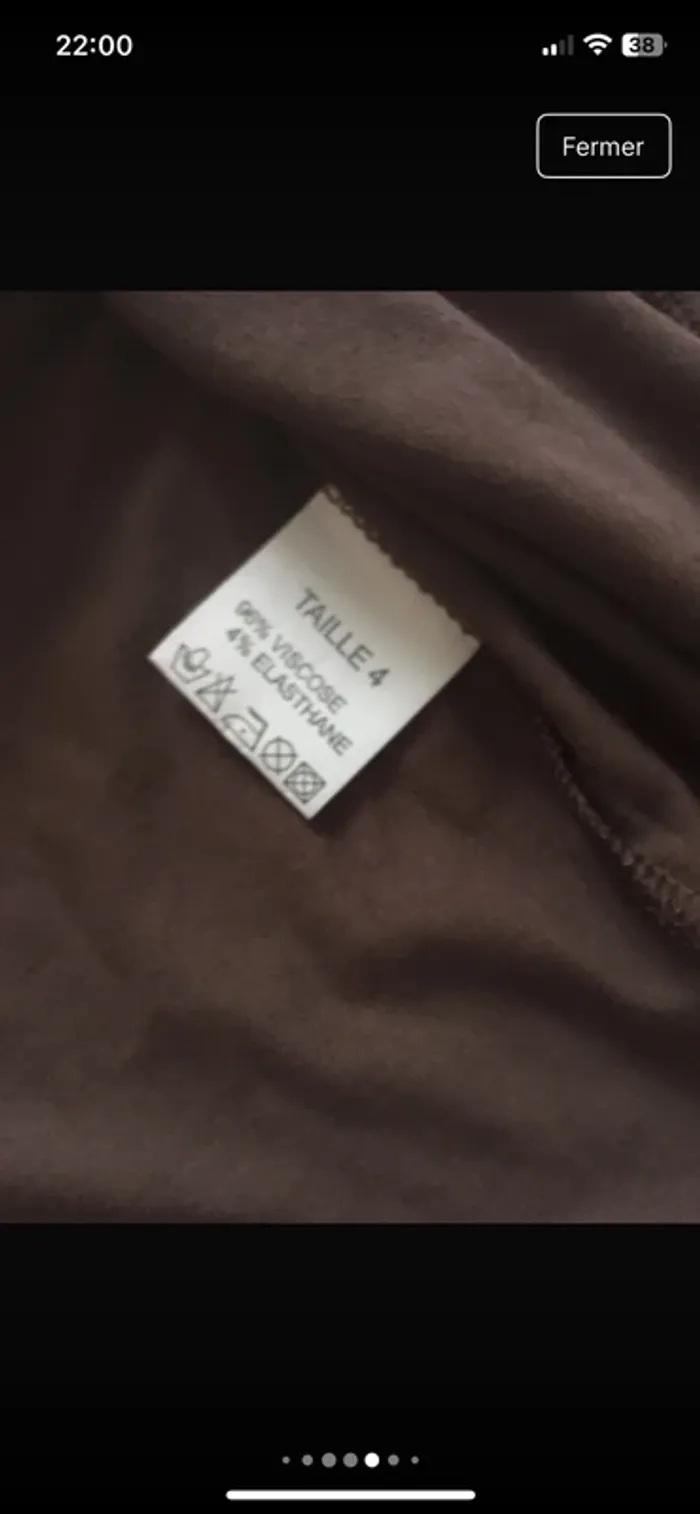 22:00
38
Fermer
TAILLE 4
96% VISCOSE
4% ELASTHANE